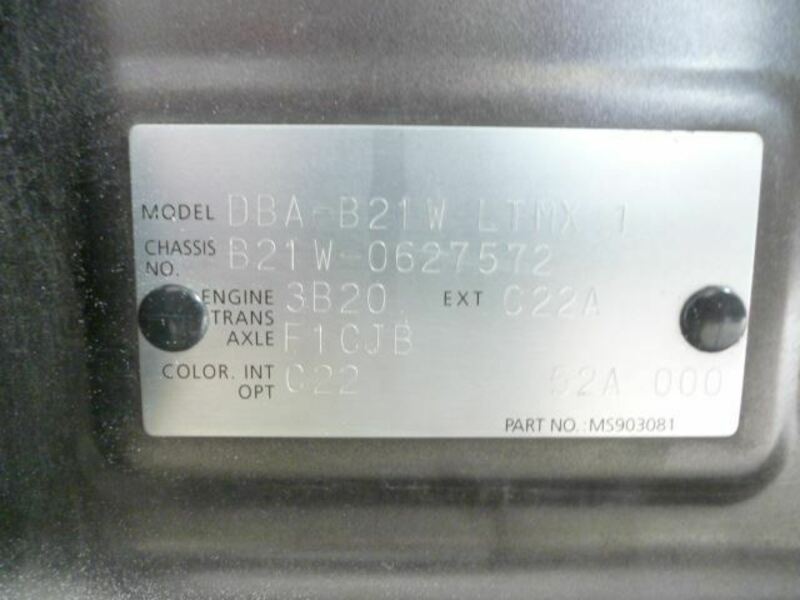 MODEL DBA-B21W LTMX 1
CHASSIS NO. B21W-0627572
ENGINE 3B20 EXT C22A
TRANS AXLE F1CJB
COLOR. INT OPT C22 52A 000
PART NO.: MS903081